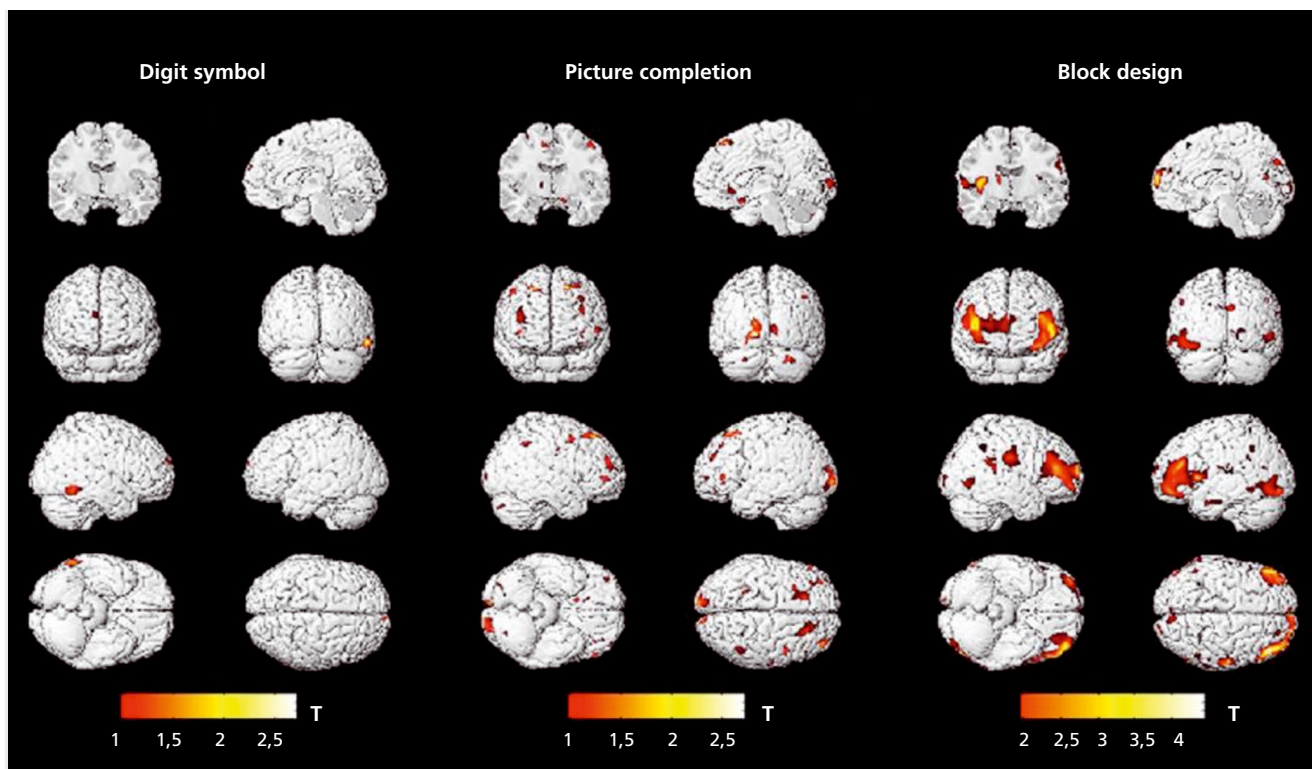 Digit symbol
Picture completion
Block design
T
1 1,5 2 2,5
T
1 1,5 2 2,5
T
2 2,5 3 3,5 4